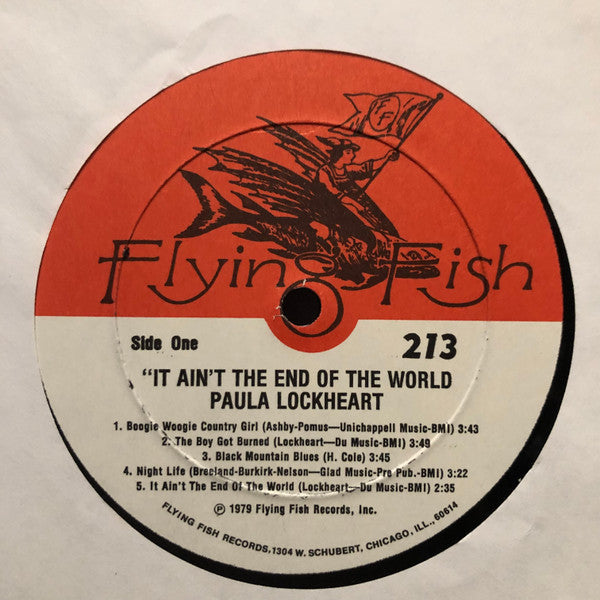 FF
Flying Fish
Side One
213
"IT AIN'T THE END OF THE WORLD
PAULA LOCKHEART
1. Boogie Woogie Country Girl (Ashby-Pomus—Unichappell Music-BMI) 3:43
2. The Boy Got Burned (Lockheart—Du Music-BMI) 3:49
3. Black Mountain Blues (H. Cole) 3:45
4. Night Life (Breeland-Burkirk-Nelson—Glad Music-Pre Pub.-BMI) 3:22
5. It Ain't The End Of The World (Lockheart—Du Music-BMI) 2:35
℗ 1979 Flying Fish Records, Inc.
FLYING FISH RECORDS, 1304 W. SCHUBERT, CHICAGO, ILL., 60614